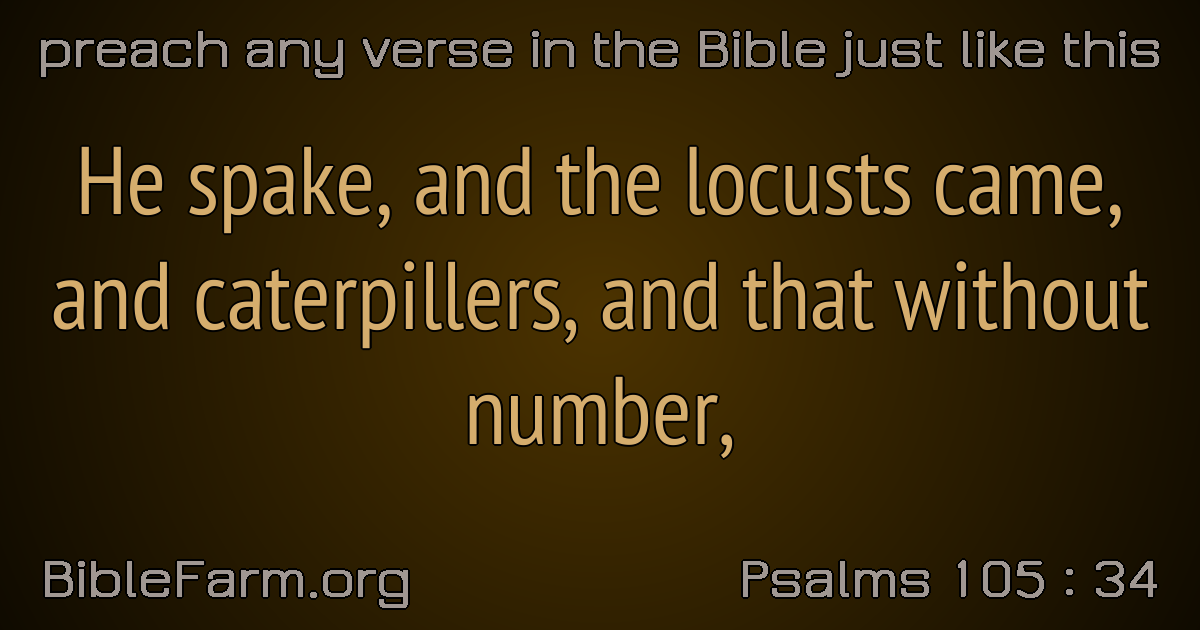 preach any verse in the Bible just like this
He spake, and the locusts came,
and caterpillers, and that without
number,
BibleFarm.org
Psalms 105 : 34